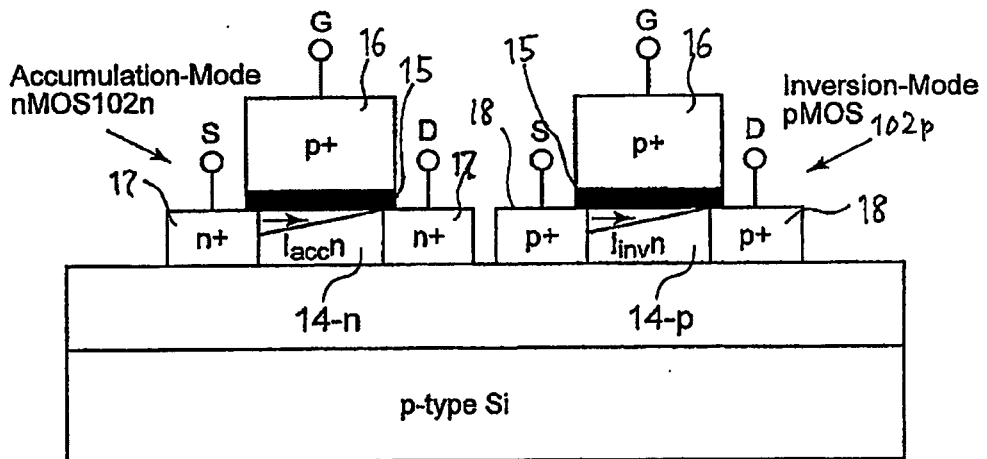 G
16
15
Accumulation-Mode
nMOS102n
S
p+
D
17
17
n+
Iaccn
n+
14-n
G
16
15
Inversion-Mode
pMOS
102p
18
S
p+
D
18
p+
Iinvn
p+
14-p
p-type Si